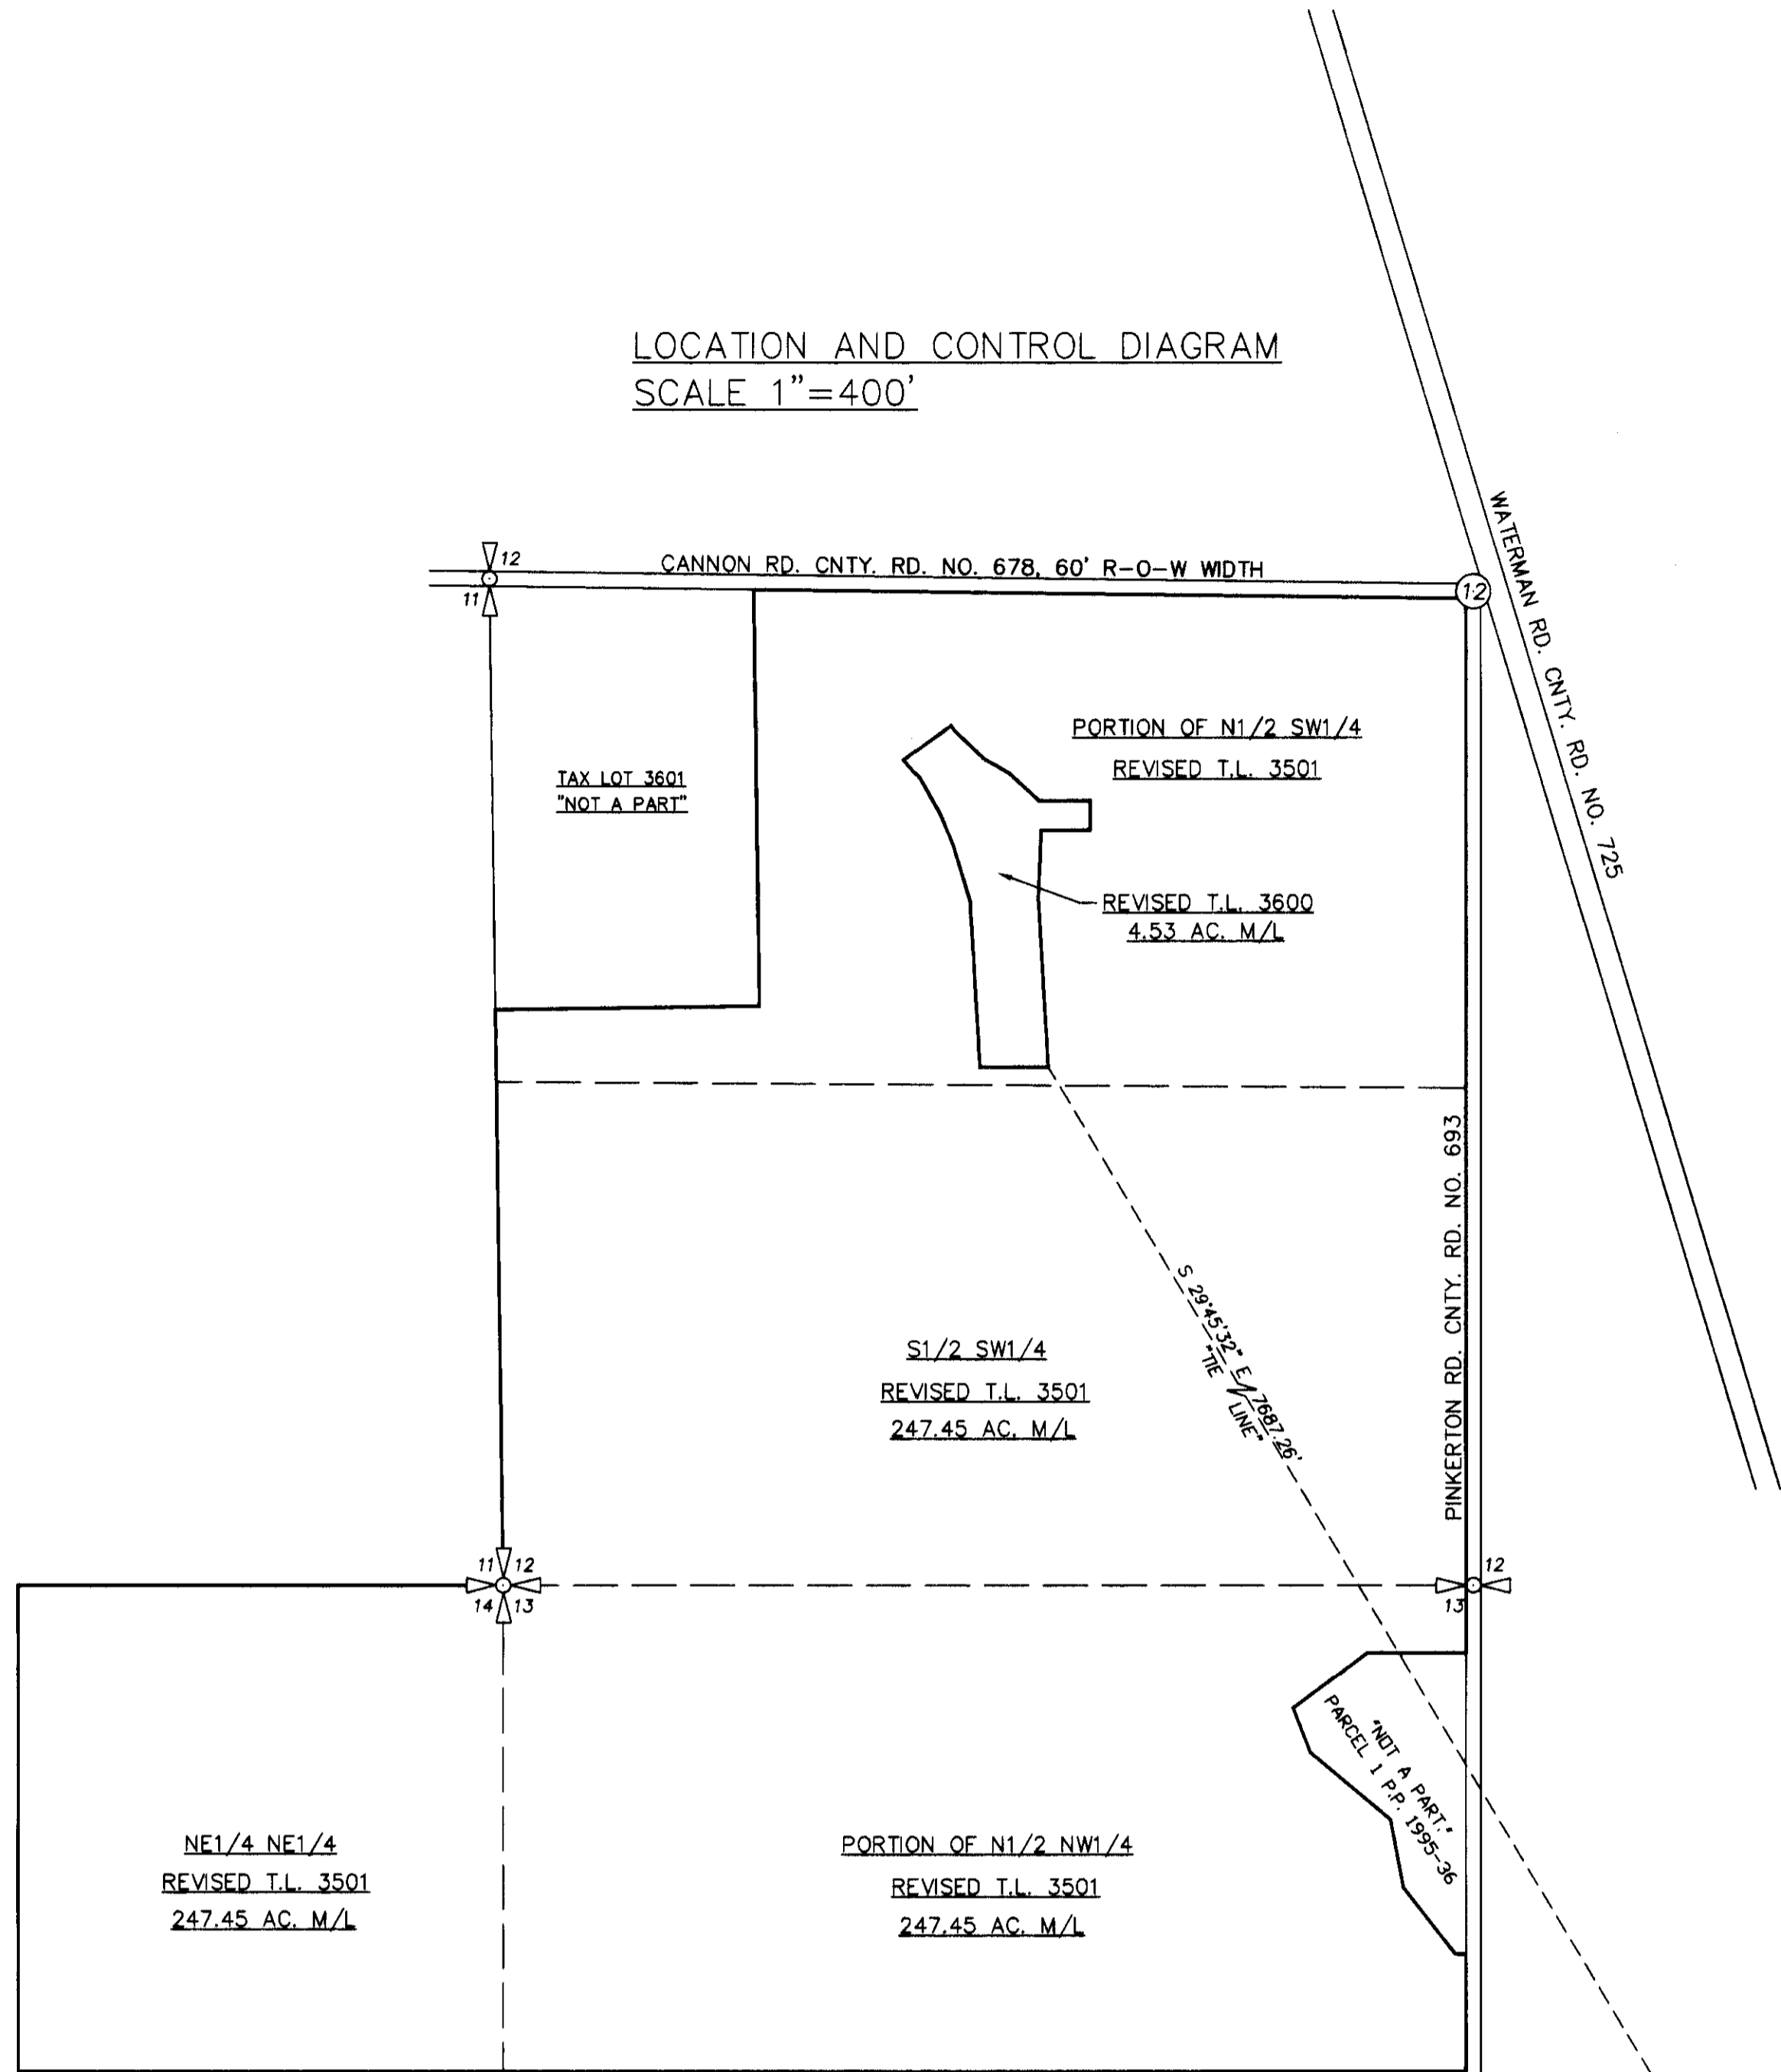 LOCATION AND CONTROL DIAGRAM
SCALE 1"=400'
12
CANNON RD. CNTY. RD. NO. 678, 60' R-O-W WIDTH
11
12
WATERMAN RD. CNTY. RD. NO. 725
PORTION OF N1/2 SW1/4
REVISED T.L. 3501
TAX LOT 3601
"NOT A PART"
REVISED T.L. 3600
4.53 AC. M/L
PINKERTON RD. CNTY. RD. NO. 693
S 29°45'32" E 7687.26'
"TIE LINE"
S1/2 SW1/4
REVISED T.L. 3501
247.45 AC. M/L
11 12
14 13
12
13
"NOT A PART."
PARCEL 1 P.P. 1995-36
NE1/4 NE1/4
REVISED T.L. 3501
247.45 AC. M/L
PORTION OF N1/2 NW1/4
REVISED T.L. 3501
247.45 AC. M/L